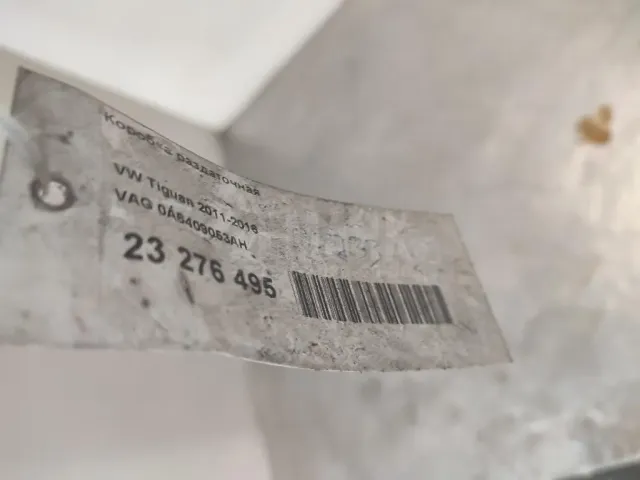 Коробка раздаточная
VW Tiguan 2011-2016
VAG 0A6409053AH
23 276 495